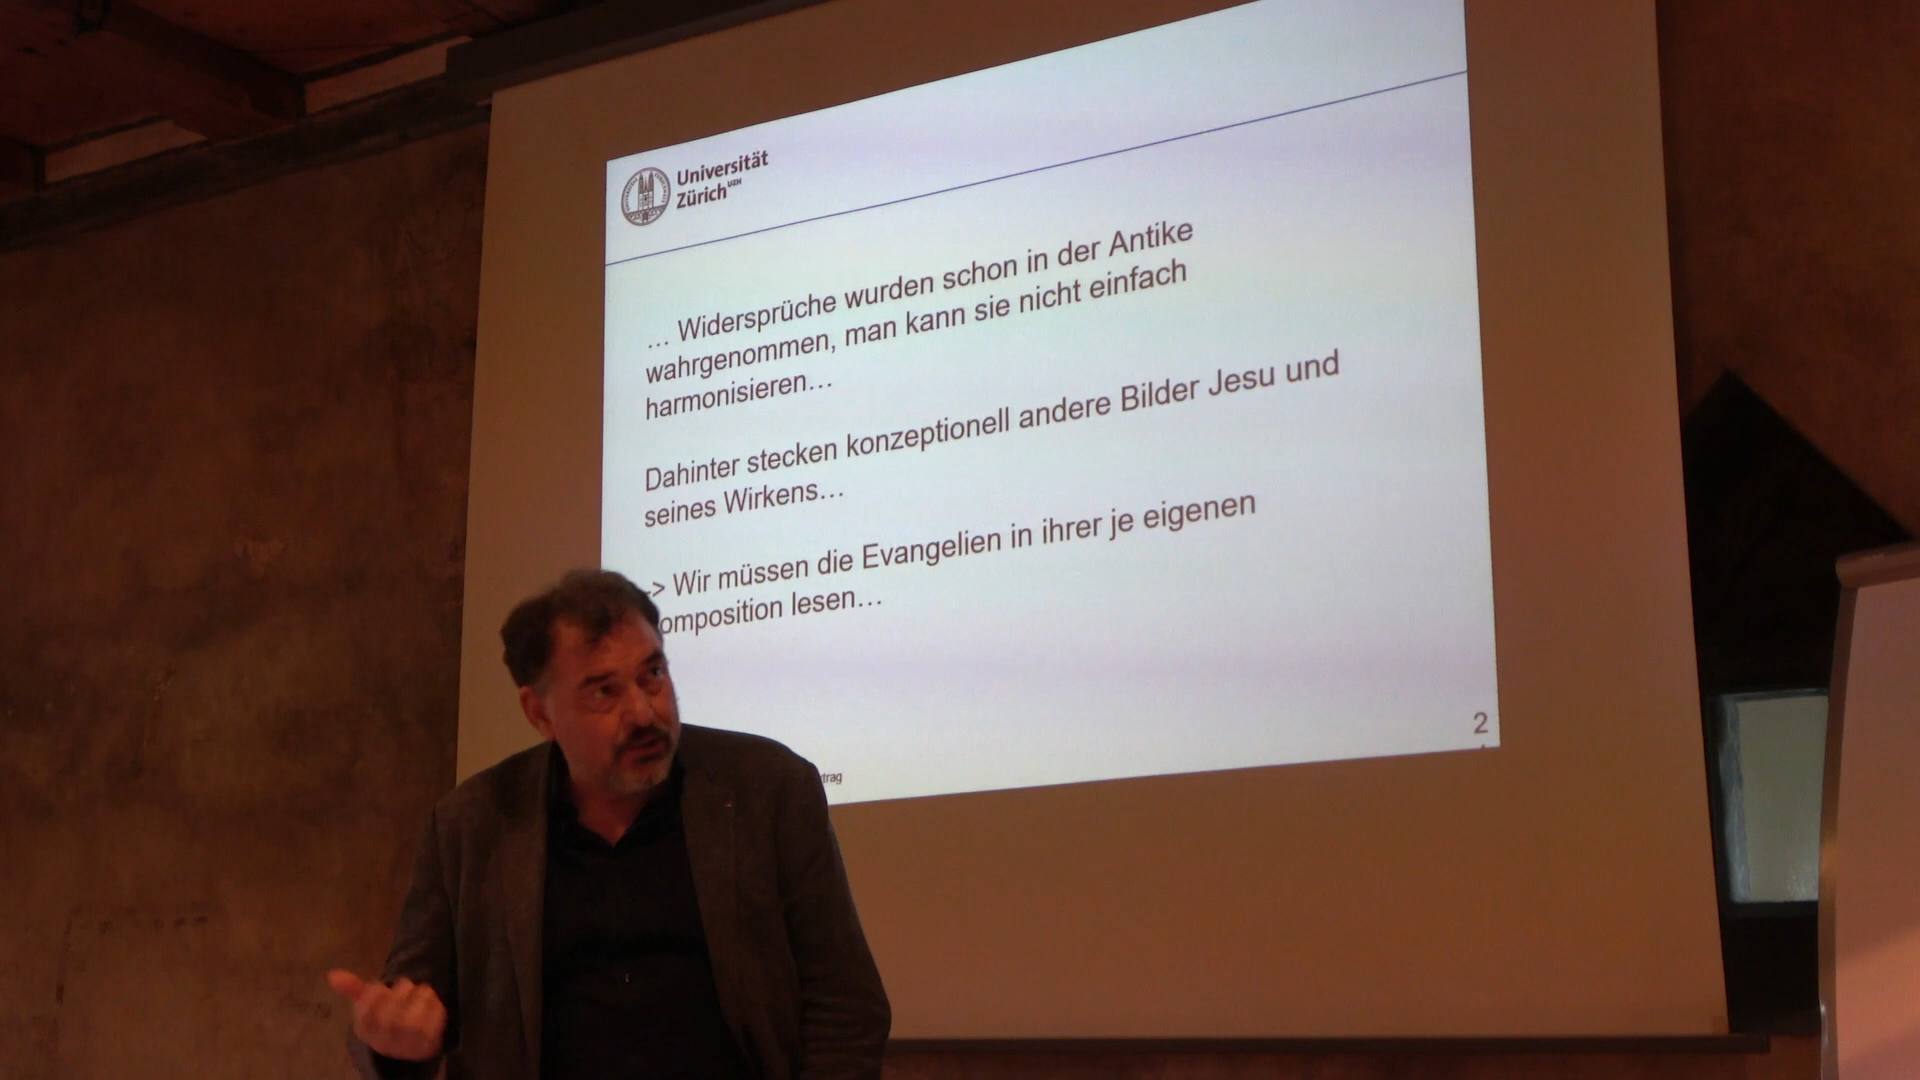 Universität
Zürich UZH
… Widersprüche wurden schon in der Antike
wahrgenommen, man kann sie nicht einfach
harmonisieren…
Dahinter stecken konzeptionell andere Bilder Jesu und
seines Wirkens…
-> Wir müssen die Evangelien in ihrer je eigenen
omposition lesen…
2
trag